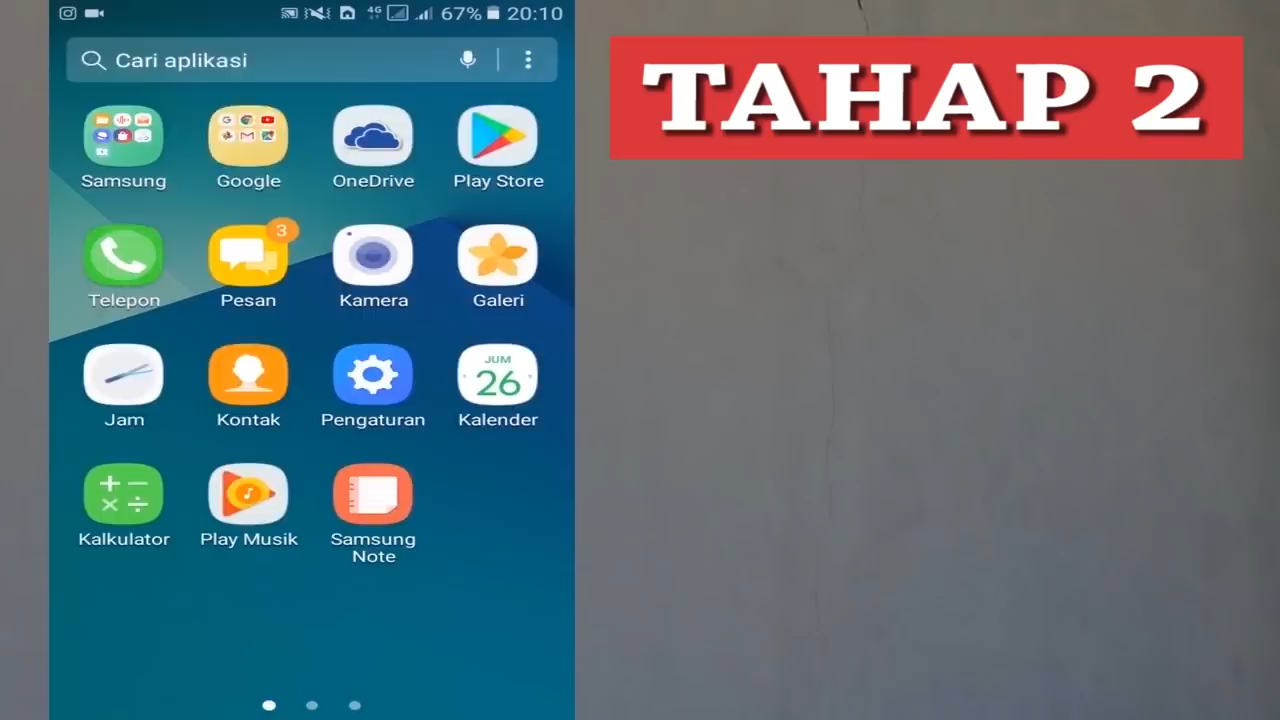 4G 67% 20:10
Cari aplikasi
TAHAP 2
Samsung Google OneDrive Play Store
3
Telepon Pesan Kamera Galeri
JUM
26
Jam Kontak Pengaturan Kalender
Kalkulator Play Musik Samsung
Note